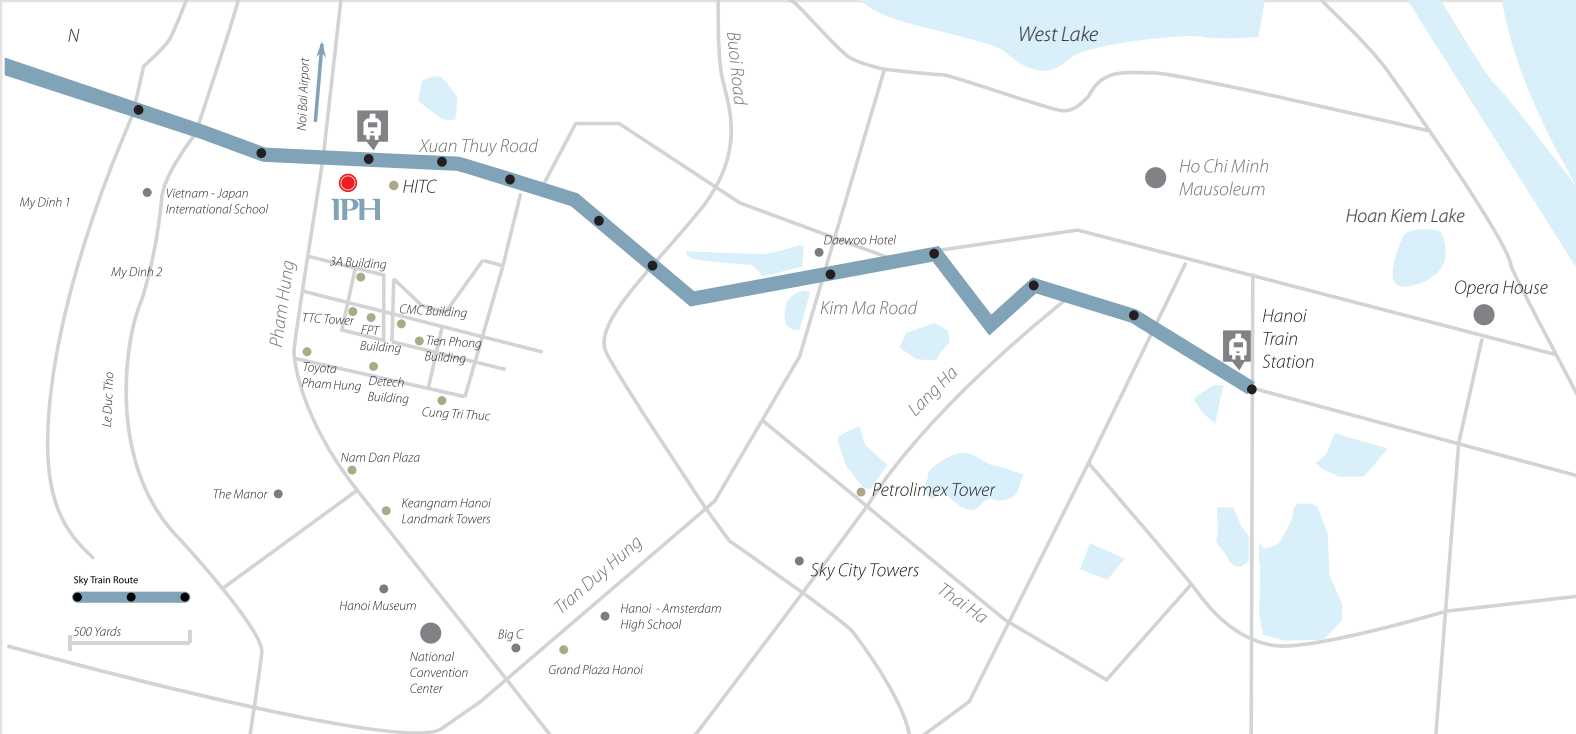 N
West Lake
Buoi Road
Noi Bai Airport
Xuan Thuy Road
Ho Chi Minh
Mausoleum
HITC
IPH
My Dinh 1
Vietnam - Japan
International School
Hoan Kiem Lake
Daewoo Hotel
My Dinh 2
3A Building
Pham Hung
Opera House
Kim Ma Road
CMC Building
TTC Tower
FPT
Building
Tien Phong
Building
Hanoi
Train
Station
Toyota
Pham Hung
Detech
Building
Le Duc Tho
Cung Tri Thuc
Lang Ha
Nam Dan Plaza
The Manor
Keangnam Hanoi
Landmark Towers
Petrolimex Tower
Tran Duy Hung
Sky City Towers
Thai Ha
Sky Train Route
500 Yards
Hanoi Museum
Hanoi - Amsterdam
High School
Big C
National
Convention
Center
Grand Plaza Hanoi